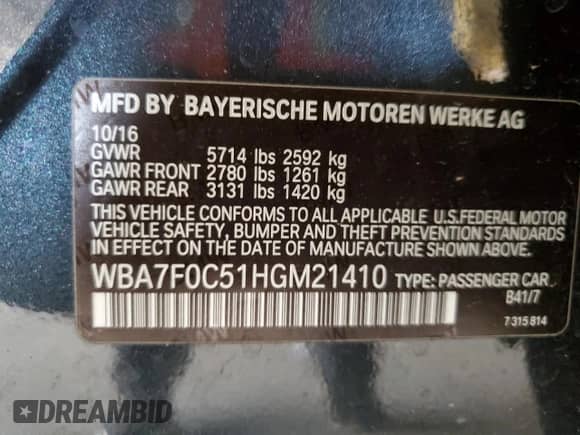 MFD BY BAYERISCHE MOTOREN WERKE AG
10/16
GVWR 5714 lbs 2592 kg
GAWR FRONT 2780 lbs 1261 kg
GAWR REAR 3131 lbs 1420 kg
THIS VEHICLE CONFORMS TO ALL APPLICABLE U.S.FEDERAL MOTOR
VEHICLE SAFETY, BUMPER AND THEFT PREVENTION STANDARDS
IN EFFECT ON THE DATE OF MANUFACTURE SHOWN ABOVE.
WBA7F0C51HGM21410 TYPE: PASSENGER CAR
B41/7
7 315 814
DREAMBID